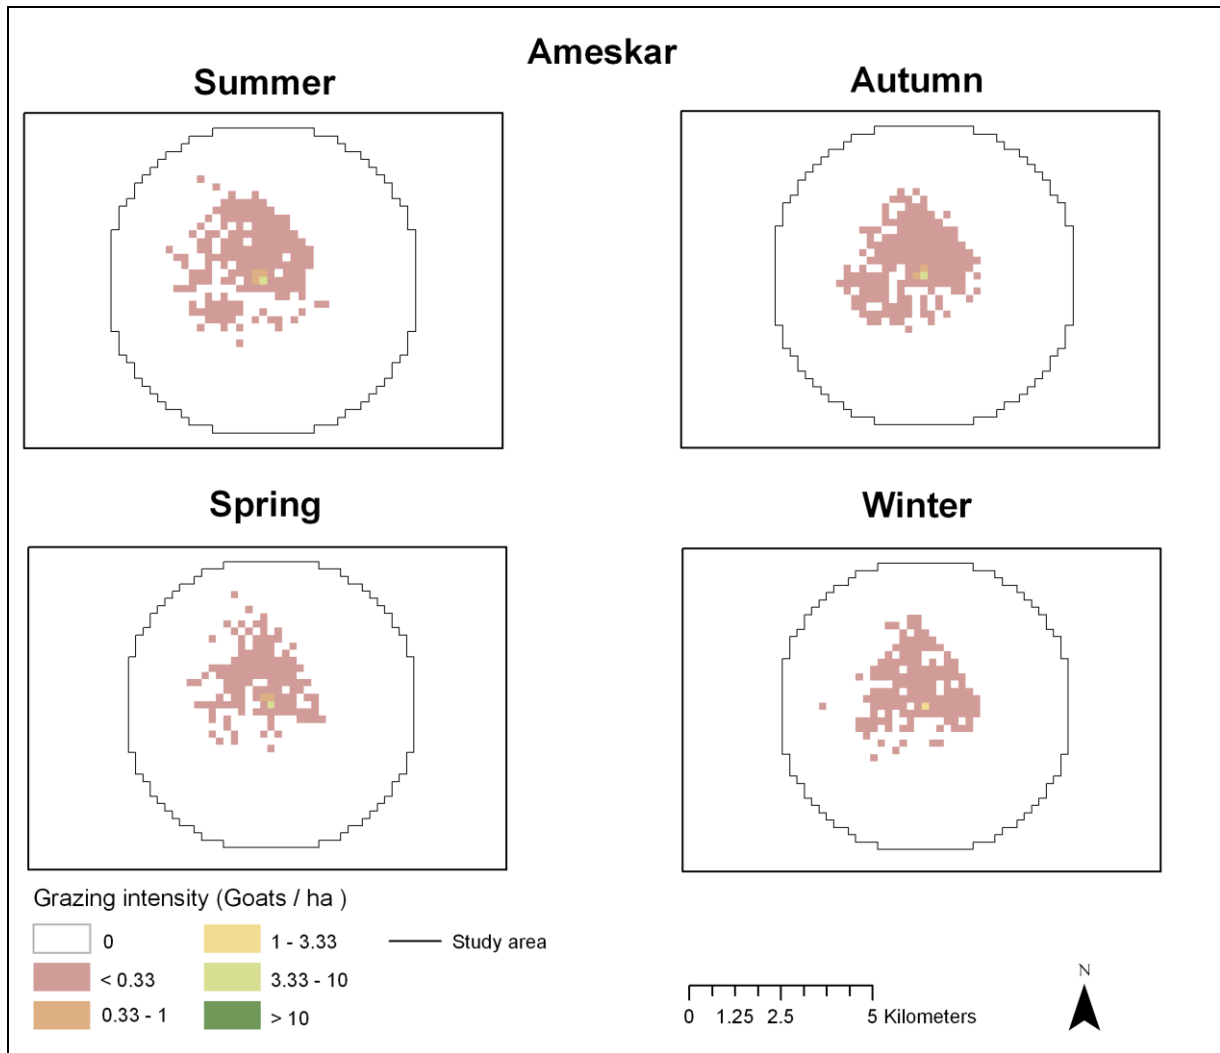 Ameskar
Summer
Autumn
Spring
Winter
Grazing intensity (Goats / ha )
0
< 0.33
0.33 - 1
1 - 3.33
3.33 - 10
> 10
Study area
0 1.25 2.5 5 Kilometers
N